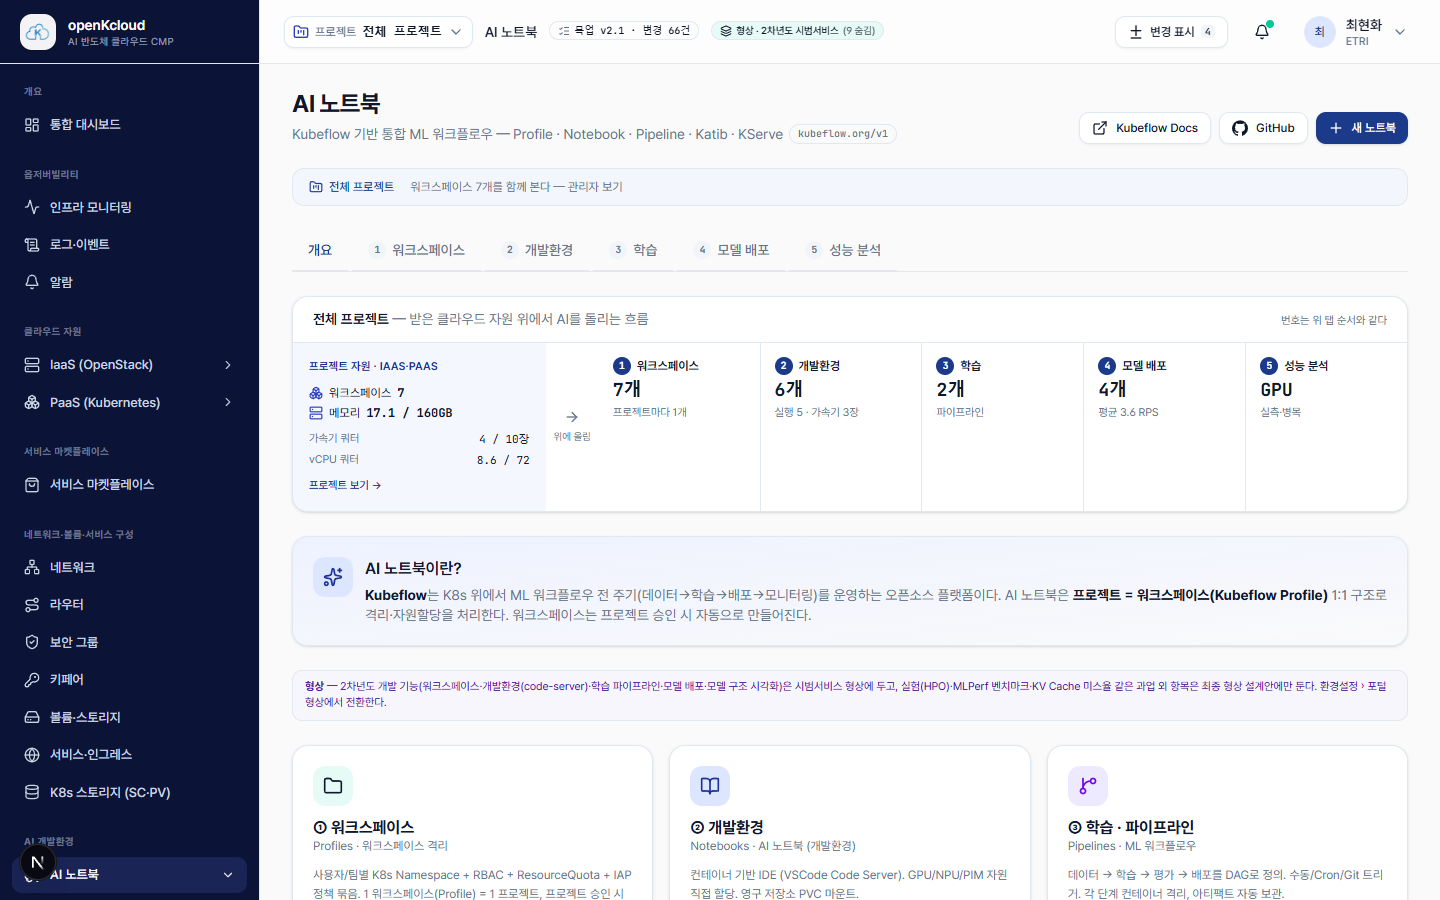 openKcloud
AI 반도체 클라우드 CMP
개요
통합 대시보드
옵저버빌리티
인프라 모니터링
로그·이벤트
알람
클라우드 자원
IaaS (OpenStack)
PaaS (Kubernetes)
서비스 마켓플레이스
서비스 마켓플레이스
네트워크·볼륨·서비스 구성
네트워크
라우터
보안 그룹
키페어
볼륨·스토리지
서비스·인그레스
K8s 스토리지 (SC·PV)
AI 개발환경
N
AI 노트북
프로젝트 전체 프로젝트
AI 노트북
목업 v2.1 · 변경 66건
형상 · 2차년도 시범서비스 (9 숨김)
변경 표시 4
최
최현화
ETRI
AI 노트북
Kubeflow 기반 통합 ML 워크플로우 — Profile · Notebook · Pipeline · Katib · KServe kubeflow.org/v1
Kubeflow Docs
GitHub
새 노트북
전체 프로젝트 워크스페이스 7개를 함께 본다 — 관리자 보기
개요
1 워크스페이스
2 개발환경
3 학습
4 모델 배포
5 성능 분석
전체 프로젝트 — 받은 클라우드 자원 위에서 AI를 돌리는 흐름
번호는 위 탭 순서와 같다
프로젝트 자원 · IAAS·PAAS
워크스페이스 7
메모리 17.1 / 160GB
가속기 쿼터 4 / 10장
vCPU 쿼터 8.6 / 72
프로젝트 보기 →
→
위에 올림
1 워크스페이스
7개
프로젝트마다 1개
2 개발환경
6개
실행 5 · 가속기 3장
3 학습
2개
파이프라인
4 모델 배포
4개
평균 3.6 RPS
5 성능 분석
GPU
실측·병목
AI 노트북이란?
Kubeflow는 K8s 위에서 ML 워크플로우 전 주기(데이터→학습→배포→모니터링)를 운영하는 오픈소스 플랫폼이다. AI 노트북은 프로젝트 = 워크스페이스(Kubeflow Profile) 1:1 구조로
격리·자원할당을 처리한다. 워크스페이스는 프로젝트 승인 시 자동으로 만들어진다.
형상 — 2차년도 개발 기능(워크스페이스·개발환경(code-server)·학습 파이프라인·모델 배포·모델 구조 시각화)은 시범서비스 형상에 두고, 실험(HPO)·MLPerf 벤치마크·KV Cache 미스율 같은 과업 외 항목은 최종 형상 설계안에만 둔다. 환경설정 › 포털
형상에서 전환한다.
① 워크스페이스
Profiles · 워크스페이스 격리
사용자/팀별 K8s Namespace + RBAC + ResourceQuota + IAP
정책 묶음. 1 워크스페이스(Profile) = 1 프로젝트, 프로젝트 승인 시
② 개발환경
Notebooks · AI 노트북 (개발환경)
컨테이너 기반 IDE (VSCode Code Server). GPU/NPU/PIM 자원
직접 할당. 영구 저장소 PVC 마운트.
③ 학습 · 파이프라인
Pipelines · ML 워크플로우
데이터 → 학습 → 평가 → 배포를 DAG로 정의. 수동/Cron/Git 트리
거. 각 단계 컨테이너 격리, 아티팩트 자동 보관.